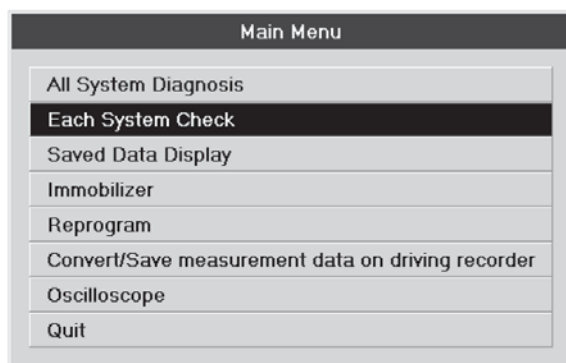 Main Menu
All System Diagnosis
Each System Check
Saved Data Display
Immobilizer
Reprogram
Convert/Save measurement data on driving recorder
Oscilloscope
Quit